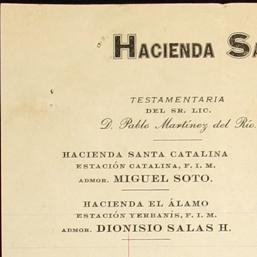 HACIENDA SA
TESTAMENTARIA
DEL SR. LIC.
D. Pablo Martínez del Río.
HACIENDA SANTA CATALINA
ESTACIÓN CATALINA, F. I. M.
ADMOR. MIGUEL SOTO.
HACIENDA EL ÁLAMO
ESTACIÓN YERBANÍS, F. I. M.
ADMOR. DIONISIO SALAS H.